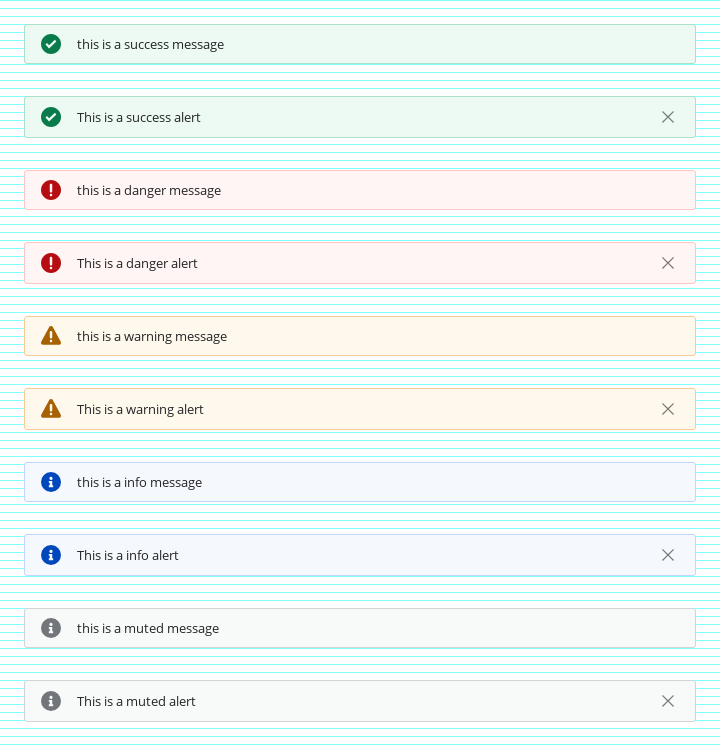 this is a success message
This is a success alert
this is a danger message
This is a danger alert
this is a warning message
This is a warning alert
this is a info message
This is a info alert
this is a muted message
This is a muted alert